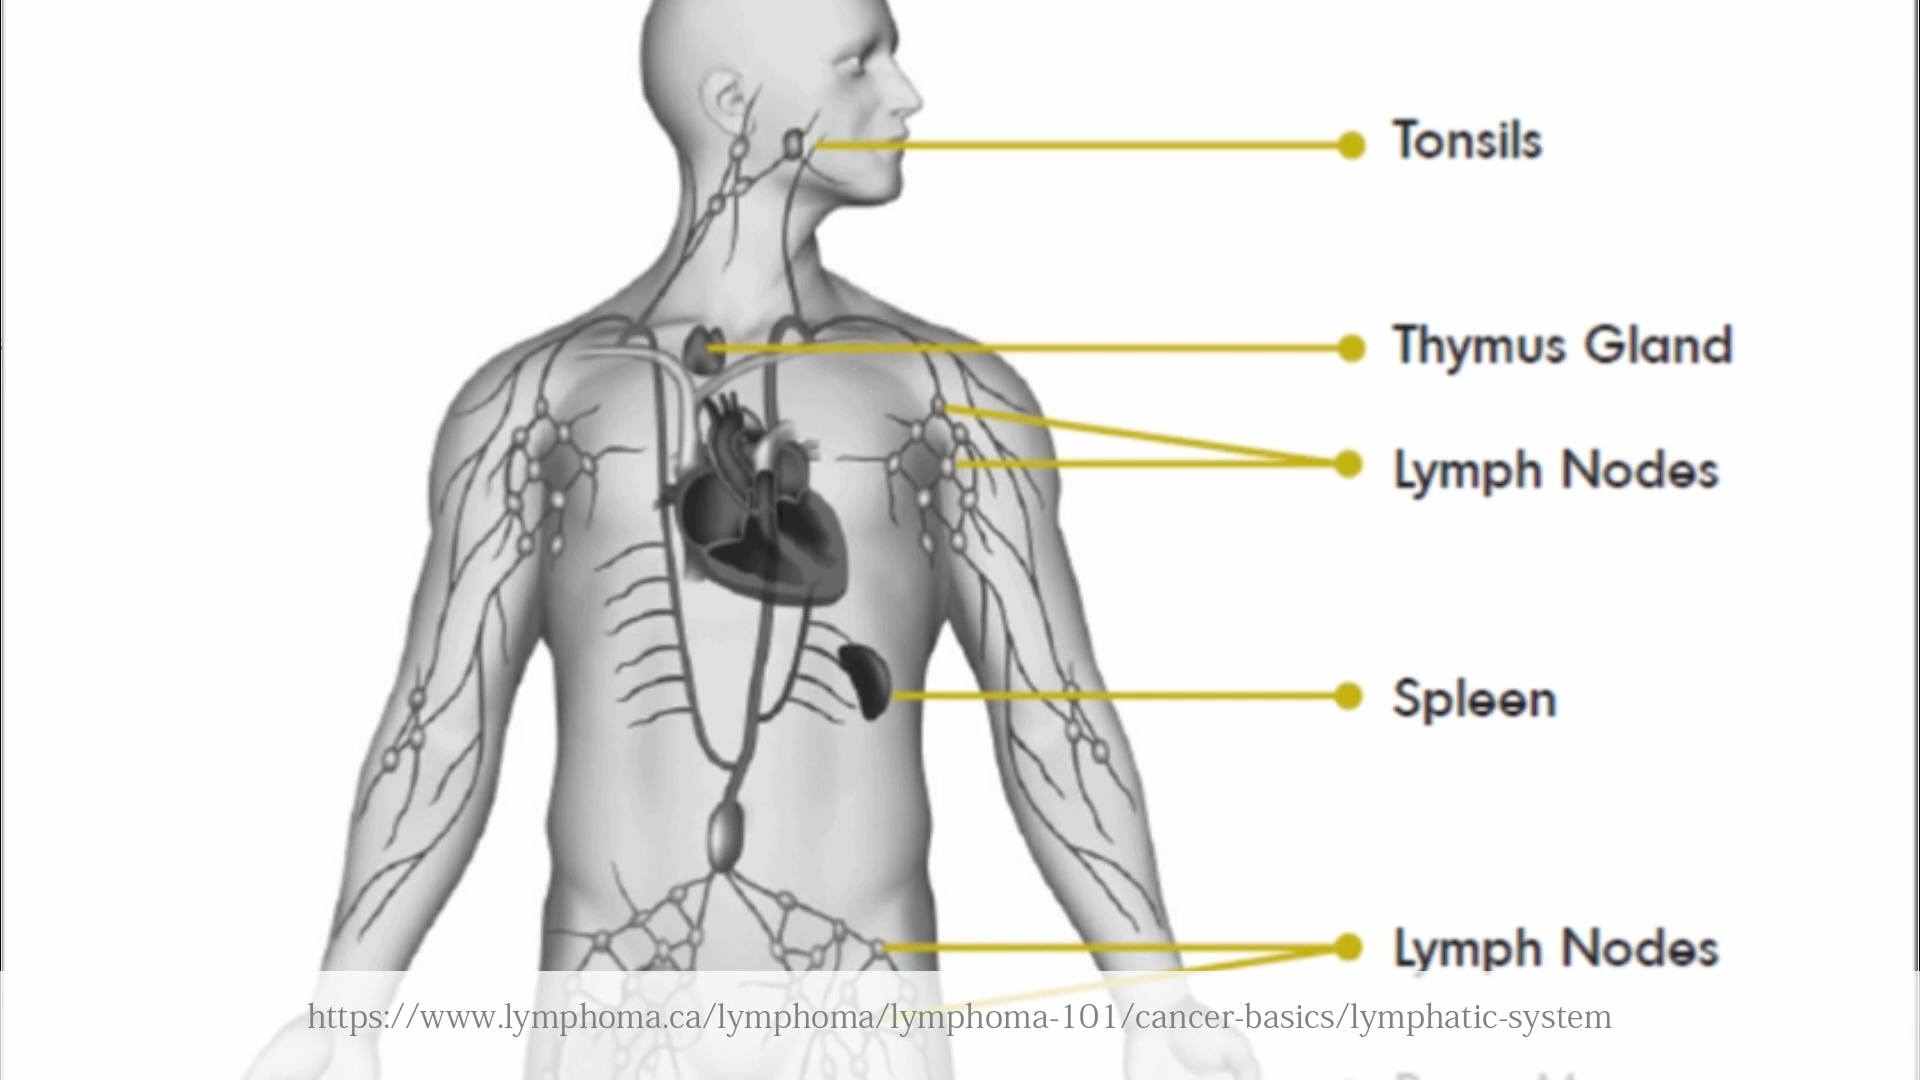 Tonsils
Thymus Gland
Lymph Nodes
Spleen
Lymph Nodes
https://www.lymphoma.ca/lymphoma/lymphoma-101/cancer-basics/lymphatic-system